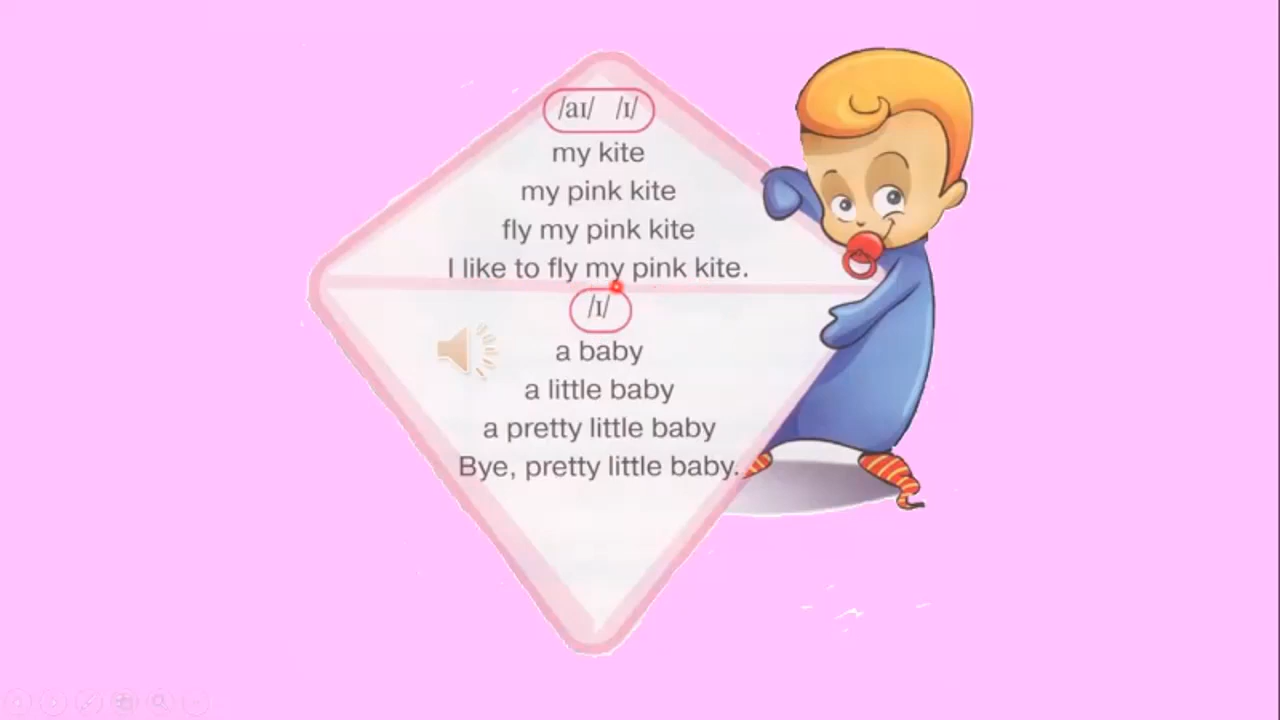 /aɪ/ /ɪ/
my kite
my pink kite
fly my pink kite
I like to fly my pink kite.
/ɪ/
a baby
a little baby
a pretty little baby
Bye, pretty little baby.